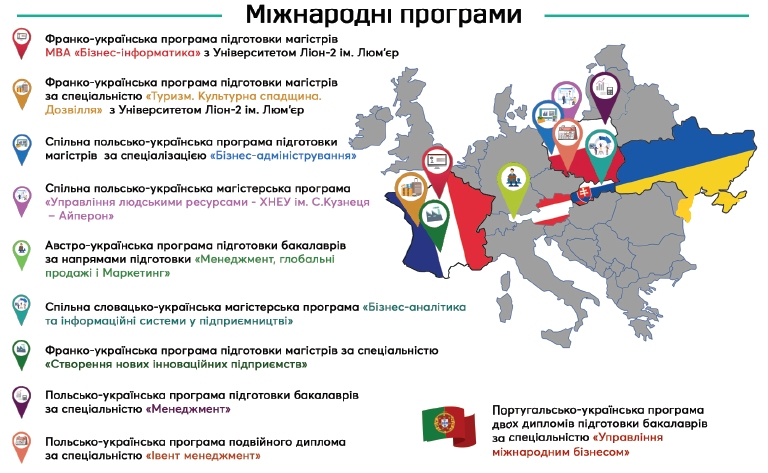 Міжнародні програми
Франко-українська програма підготовки магістрів
МВА «Бізнес-інформатика» з Університетом Ліон-2 ім. Люм'єр
Франко-українська програма підготовки магістрів
за спеціальністю «Туризм. Культурна спадщина.
Дозвілля» з Університетом Ліон-2 ім. Люм'єр
Спільна польсько-українська програма підготовки
магістрів за спеціалізацією «Бізнес-адміністрування»
Спільна польсько-українська магістерська програма
«Управління людськими ресурсами - ХНЕУ ім. С.Кузнеця
– Айперон»
Австро-українська програма підготовки бакалаврів
за напрямами підготовки «Менеджмент, глобальні
продажі і Маркетинг»
Спільна словацько-українська магістерська програма «Бізнес-аналітика
та інформаційні системи у підприємництві»
Франко-українська програма підготовки магістрів за спеціальністю
«Створення нових інноваційних підприємств»
Польсько-українська програма підготовки бакалаврів
за спеціальністю «Менеджмент»
Польсько-українська програма подвійного диплома
за спеціальністю «Івент менеджмент»
Португальсько-українська програма
двох дипломів підготовки бакалаврів
за спеціальністю «Управління
міжнародним бізнесом»